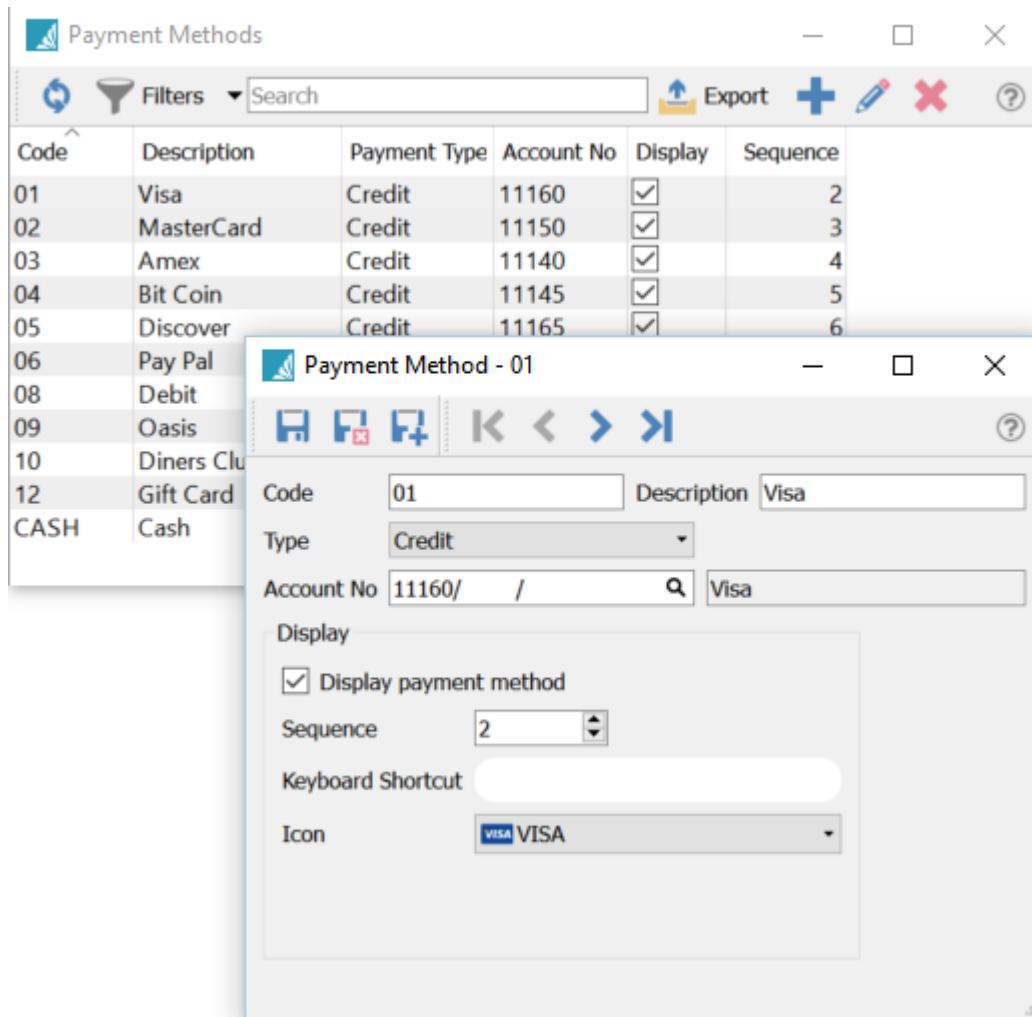 Payment Methods
Filters Search Export
Code Description Payment Type Account No Display Sequence
01 Visa Credit 11160 2
02 MasterCard Credit 11150 3
03 Amex Credit 11140 4
04 Bit Coin Credit 11145 5
05 Discover Credit 11165 6
06 Pay Pal
08 Debit
09 Oasis
10 Diners Clu
12 Gift Card
CASH Cash
Payment Method - 01
Code 01 Description Visa
Type Credit
Account No 11160/ / Visa
Display
Display payment method
Sequence 2
Keyboard Shortcut
Icon VISA VISA